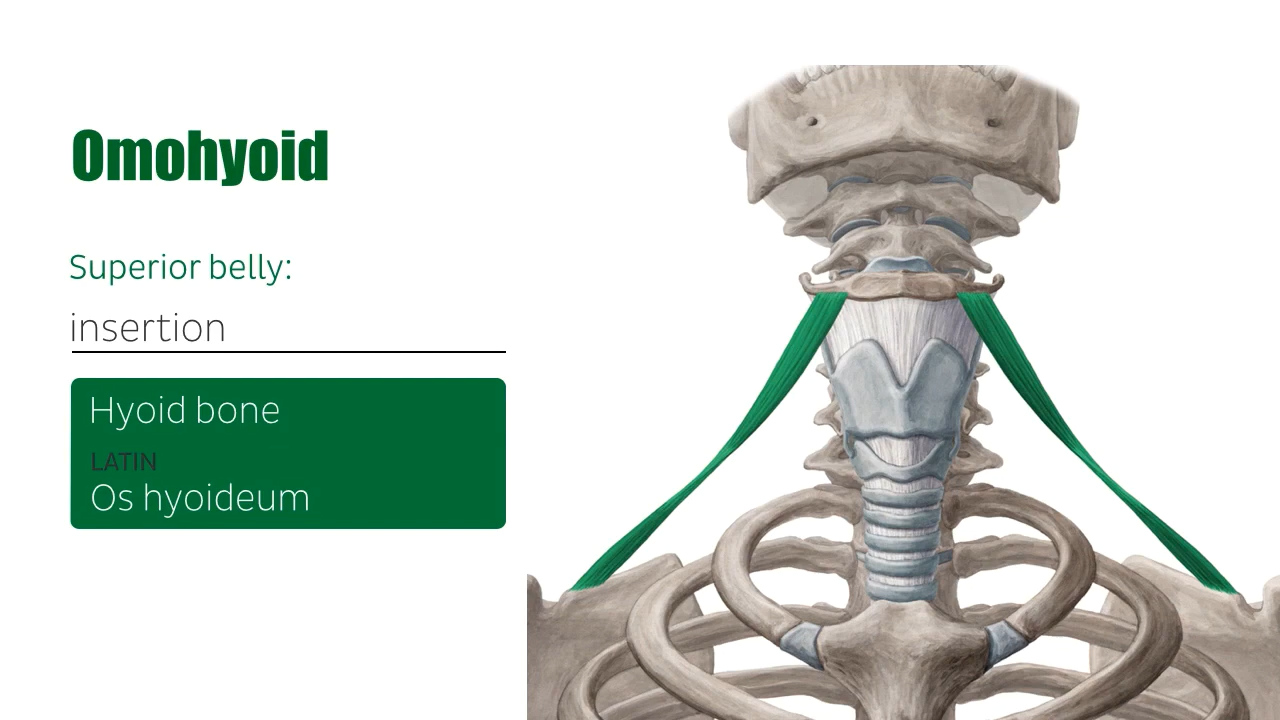 Omohyoid
Superior belly:
insertion
Hyoid bone
LATIN
Os hyoideum